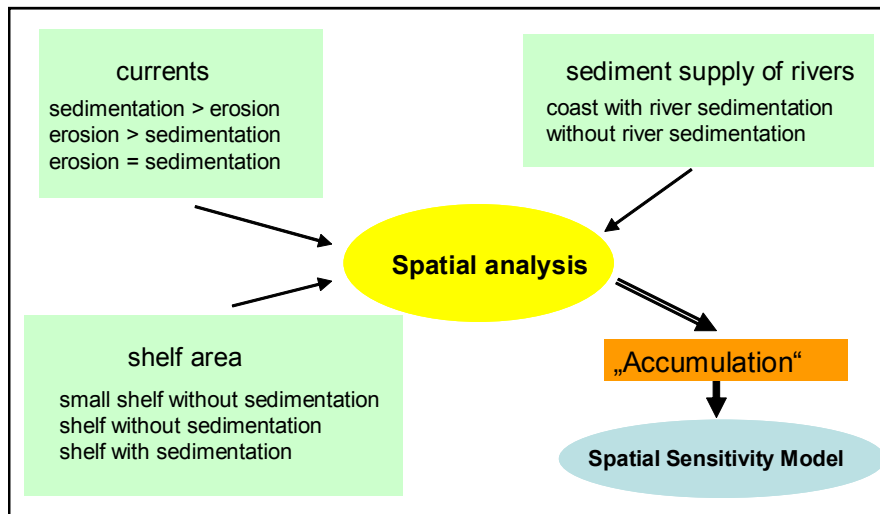 currents
sedimentation > erosion
erosion > sedimentation
erosion = sedimentation
sediment supply of rivers
coast with river sedimentation
without river sedimentation
Spatial analysis
shelf area
small shelf without sedimentation
shelf without sedimentation
shelf with sedimentation
„Accumulation“
Spatial Sensitivity Model